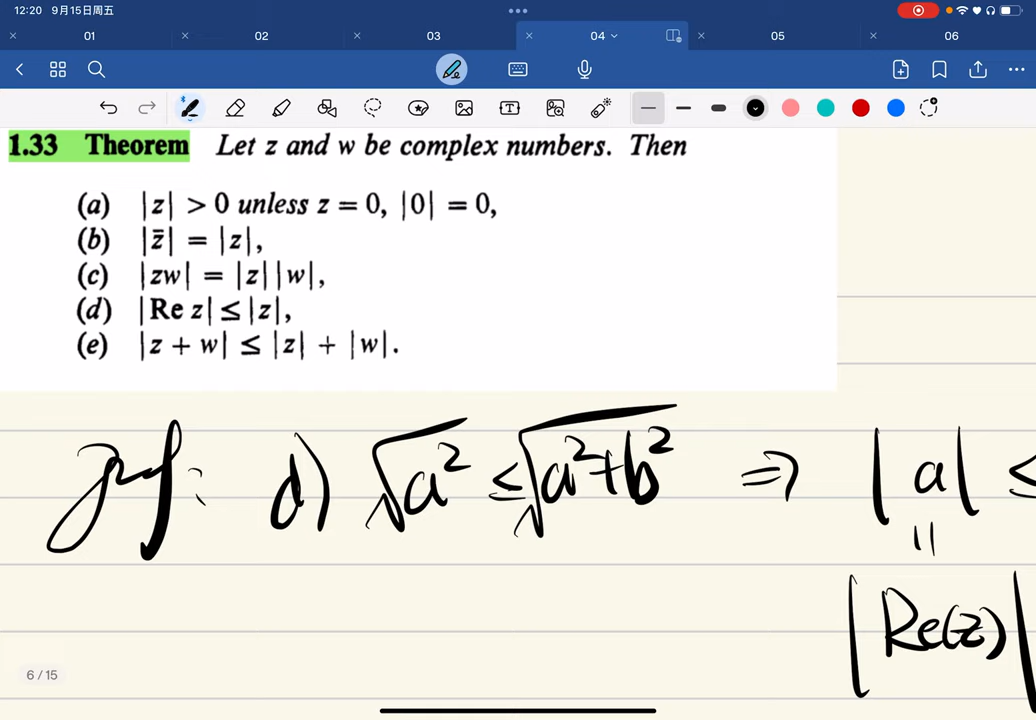 12:20 9月15日周五
01 02 03 04 05 06
1.33 Theorem Let z and w be complex numbers. Then
(a) |z| > 0 unless z = 0, |0| = 0,
(b) |z̄| = |z|,
(c) |zw| = |z||w|,
(d) |Re z| ≤ |z|,
(e) |z + w| ≤ |z| + |w|.
d) √a² ≤ √a²+b² ⇒ |a| ≤
||
|Re(z)|
6 / 15